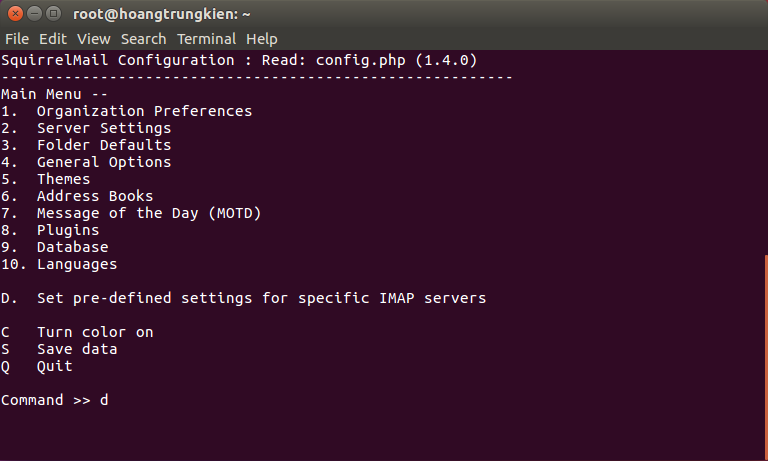 root@hoangtrungkien: ~
File Edit View Search Terminal Help
SquirrelMail Configuration : Read: config.php (1.4.0)
---------------------------------------------------------
Main Menu --
1.  Organization Preferences
2.  Server Settings
3.  Folder Defaults
4.  General Options
5.  Themes
6.  Address Books
7.  Message of the Day (MOTD)
8.  Plugins
9.  Database
10. Languages
D.  Set pre-defined settings for specific IMAP servers
C   Turn color on
S   Save data
Q   Quit
Command >> d